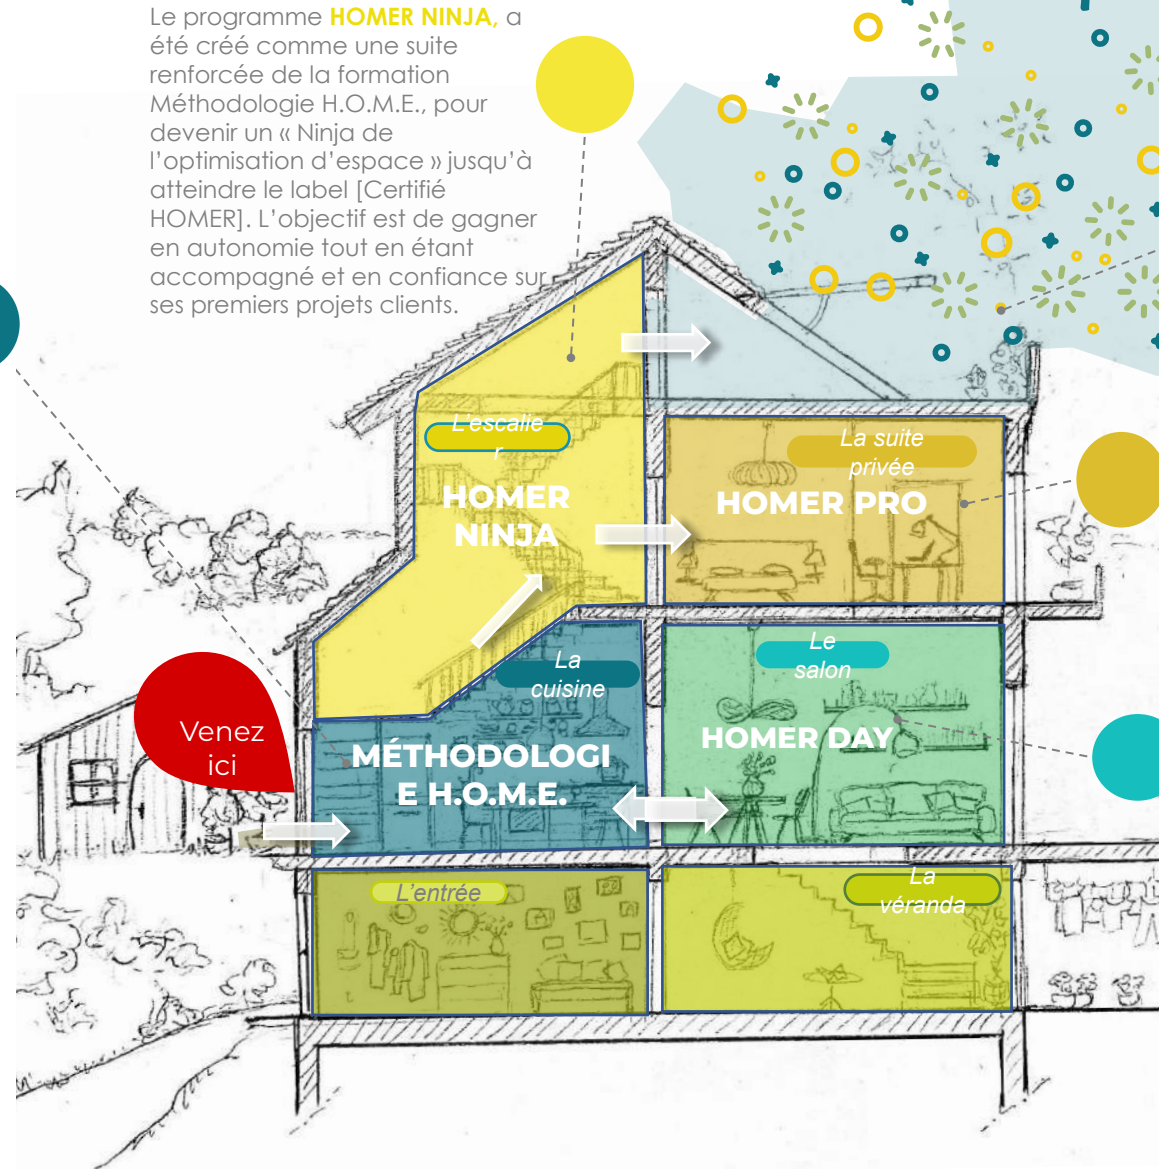 Le programme HOMER NINJA, a
été créé comme une suite
renforcée de la formation
Méthodologie H.O.M.E., pour
devenir un « Ninja de
l'optimisation d'espace » jusqu'à
atteindre le label [Certifié
HOMER]. L'objectif est de gagner
en autonomie tout en étant
accompagné et en confiance sur
ses premiers projets clients.
L'escalie
r
HOMER
NINJA
La suite
privée
HOMER PRO
La
cuisine
MÉTHODOLOGI
E H.O.M.E.
Le
salon
HOMER DAY
Venez
ici
L'entrée
La
véranda